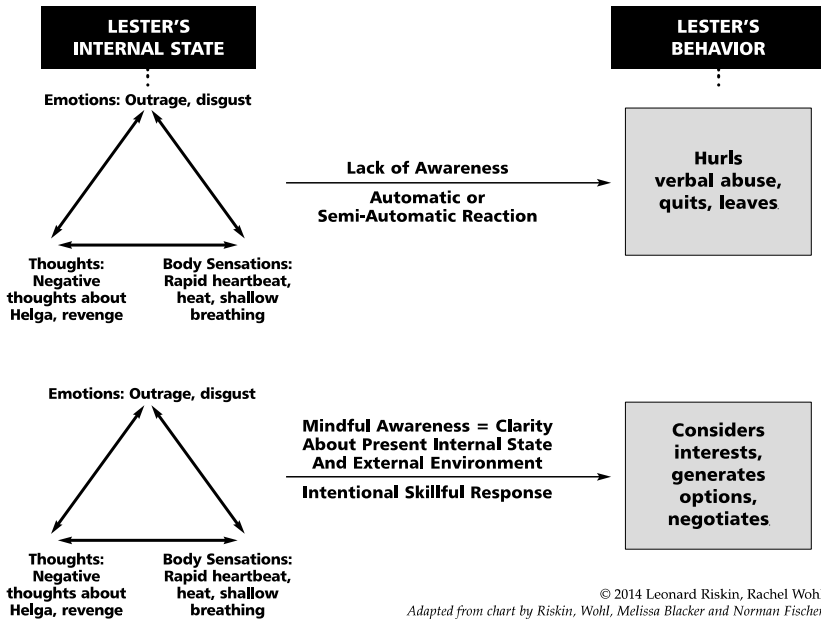 LESTER'S
INTERNAL STATE
LESTER'S
BEHAVIOR
Emotions: Outrage, disgust
Thoughts:
Negative
thoughts about
Helga, revenge
Body Sensations:
Rapid heartbeat,
heat, shallow
breathing
Lack of Awareness
Automatic or
Semi-Automatic Reaction
Hurls
verbal abuse,
quits, leaves.
Emotions: Outrage, disgust
Thoughts:
Negative
thoughts about
Helga, revenge
Body Sensations:
Rapid heartbeat,
heat, shallow
breathing
Mindful Awareness = Clarity
About Present Internal State
And External Environment
Intentional Skillful Response
Considers
interests,
generates
options,
negotiates.
© 2014 Leonard Riskin, Rachel Wohl
Adapted from chart by Riskin, Wohl, Melissa Blacker and Norman Fischer